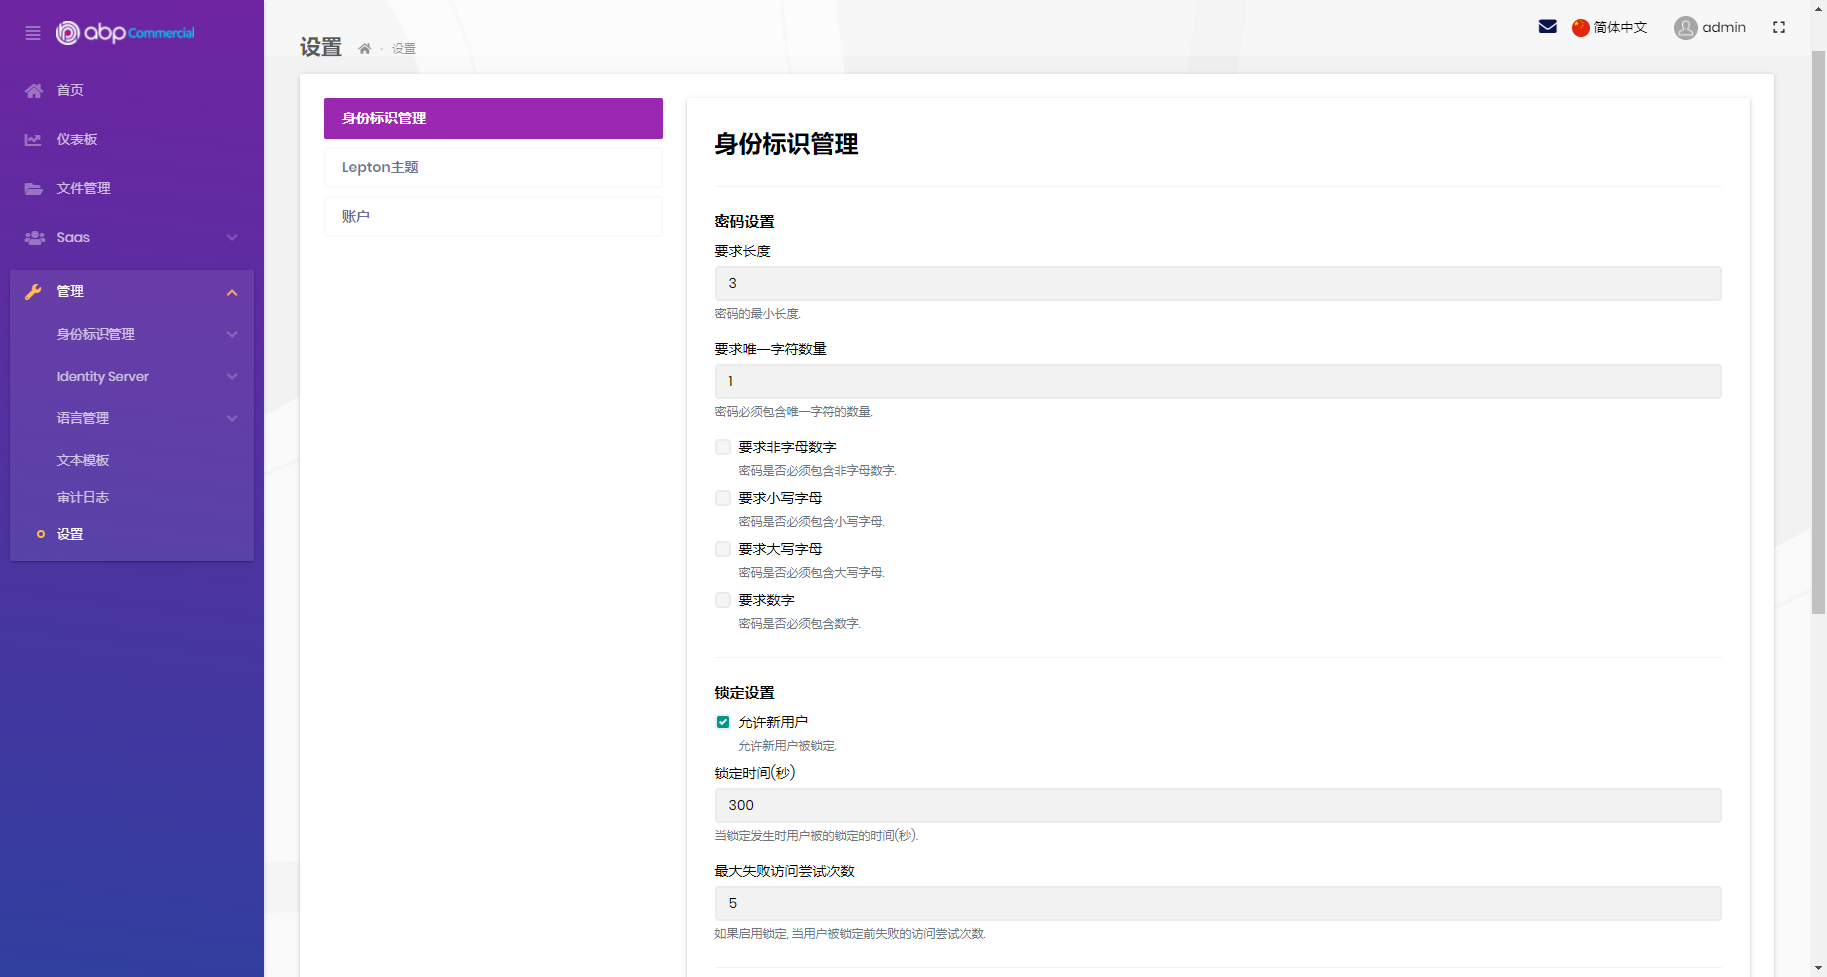 abp Commercial
首页
仪表板
文件管理
Saas
管理
身份标识管理
Identity Server
语言管理
文本模板
审计日志
设置
设置
设置
简体中文
admin
身份标识管理
Lepton主题
账户
身份标识管理
密码设置
要求长度
3
密码的最小长度.
要求唯一字符数量
1
密码必须包含唯一字符的数量.
要求非字母数字
密码是否必须包含非字母数字.
要求小写字母
密码是否必须包含小写字母.
要求大写字母
密码是否必须包含大写字母.
要求数字
密码是否必须包含数字.
锁定设置
允许新用户
允许新用户被锁定.
锁定时间(秒)
300
当锁定发生时用户被的锁定的时间(秒).
最大失败访问尝试次数
5
如果启用锁定, 当用户被锁定前失败的访问尝试次数.